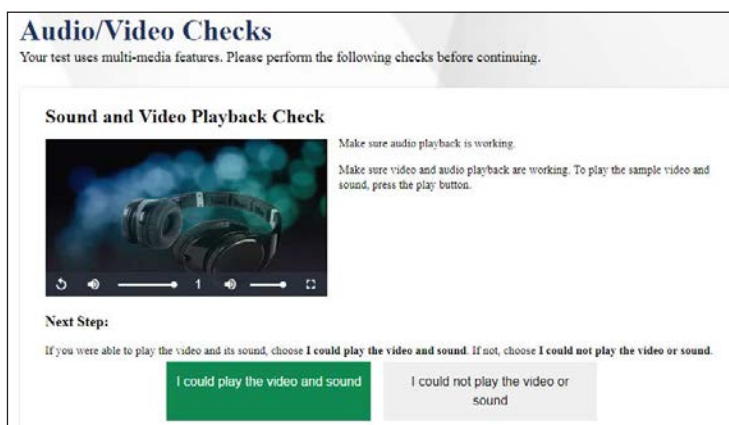 Audio/Video Checks
Your test uses multi-media features. Please perform the following checks before continuing.
Sound and Video Playback Check
Make sure audio playback is working.
Make sure video and audio playback are working. To play the sample video and
sound, press the play button.
1
Next Step:
If you were able to play the video and its sound, choose I could play the video and sound. If not, choose I could not play the video or sound.
I could play the video and sound
I could not play the video or
sound